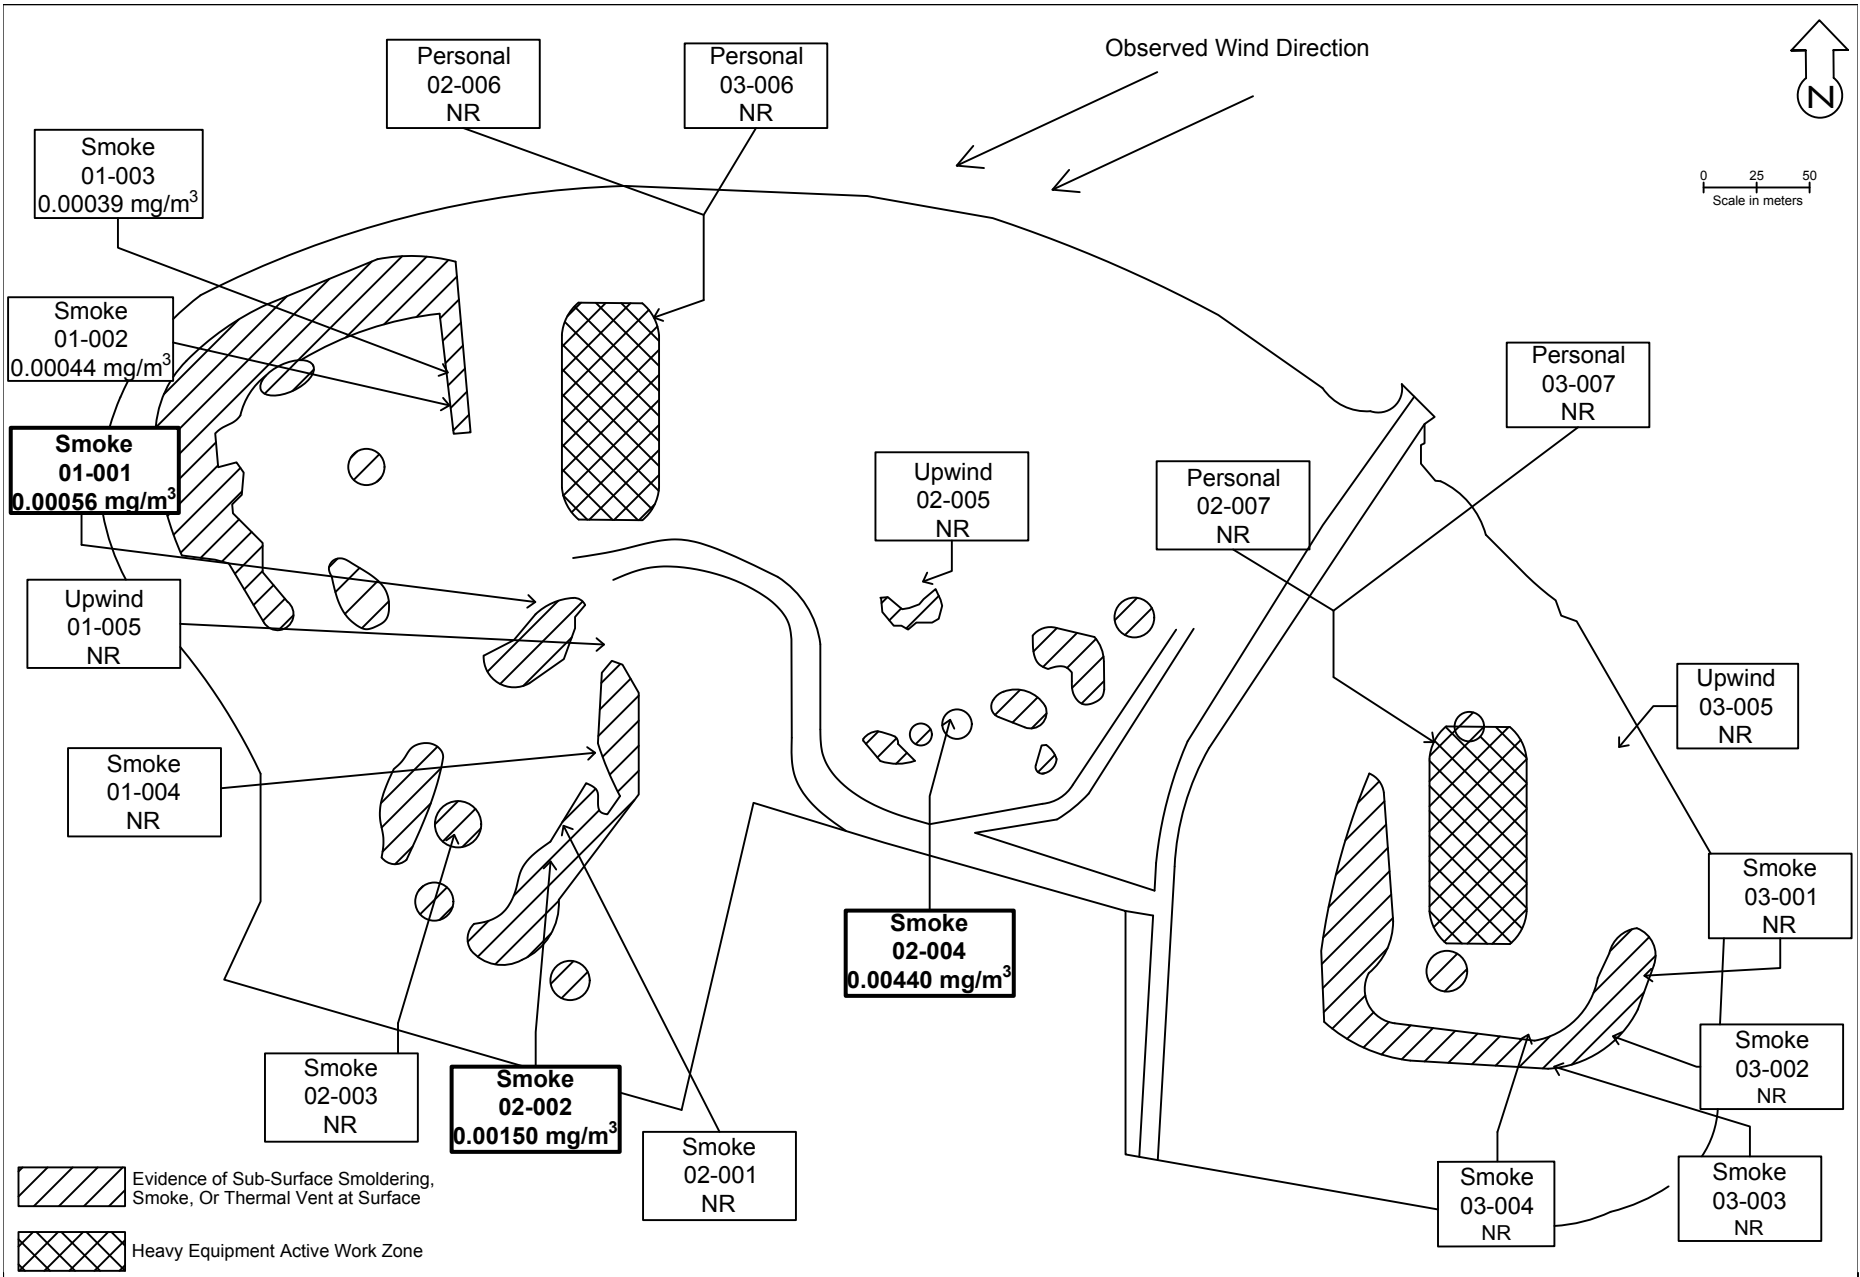 Observed Wind Direction
N
0 25 50
Scale in meters
Personal
02-006
NR
Personal
03-006
NR
Smoke
01-003
0.00039 mg/m³
Smoke
01-002
0.00044 mg/m³
Smoke
01-001
0.00056 mg/m³
Upwind
01-005
NR
Smoke
01-004
NR
Upwind
02-005
NR
Personal
02-007
NR
Personal
03-007
NR
Upwind
03-005
NR
Smoke
03-001
NR
Smoke
03-002
NR
Smoke
03-003
NR
Smoke
03-004
NR
Smoke
02-004
0.00440 mg/m³
Smoke
02-003
NR
Smoke
02-002
0.00150 mg/m³
Smoke
02-001
NR
Evidence of Sub-Surface Smoldering,
Smoke, Or Thermal Vent at Surface
Heavy Equipment Active Work Zone